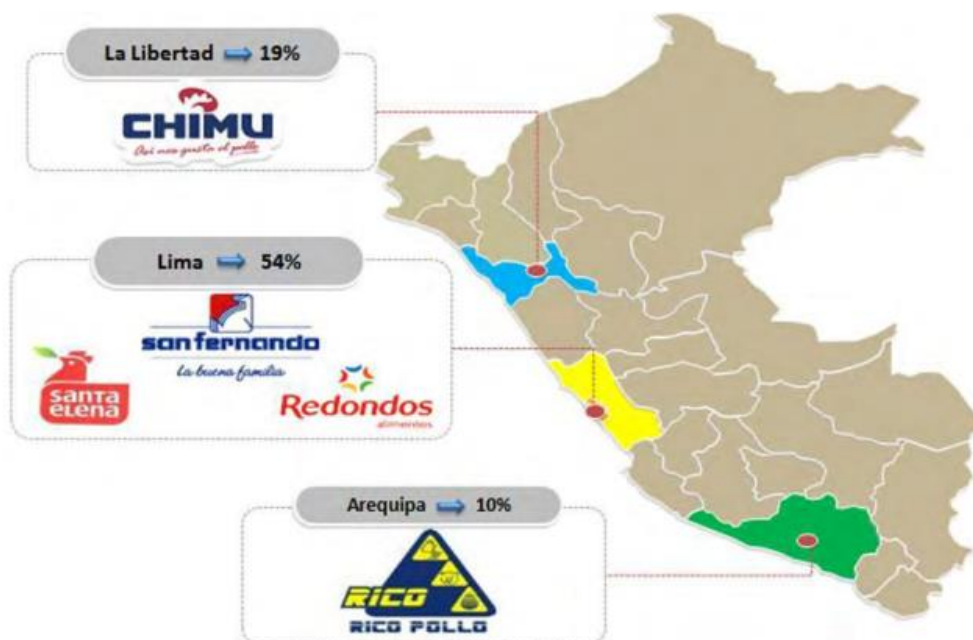 La Libertad 19%
CHIMU
Así nos gusta el pollo
Lima 54%
san fernando
La buena familia
santa
elena
Redondos
alimentos
Arequipa 10%
RICO
RICO POLLO